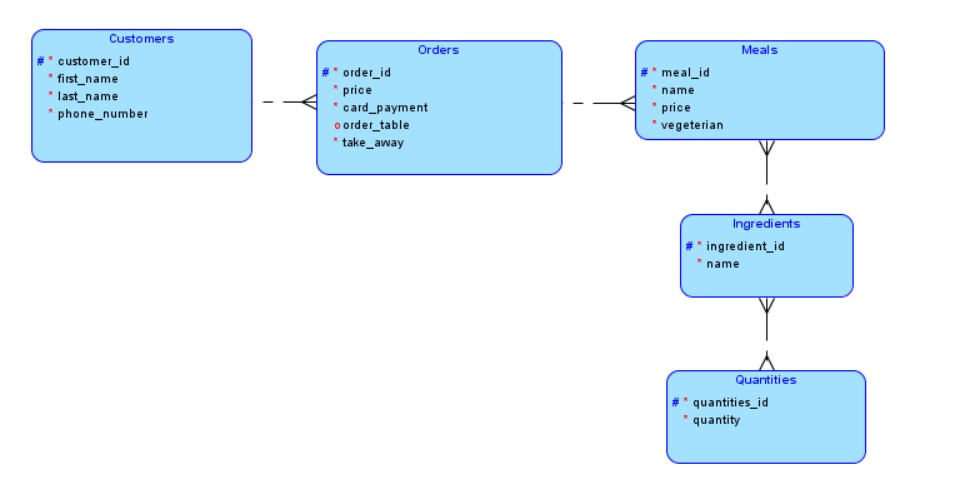 Customers
# * customer_id
* first_name
* last_name
* phone_number
Orders
# * order_id
* price
* card_payment
o order_table
* take_away
Meals
# * meal_id
* name
* price
* vegeterian
Ingredients
# * ingredient_id
* name
Quantities
# * quantities_id
* quantity